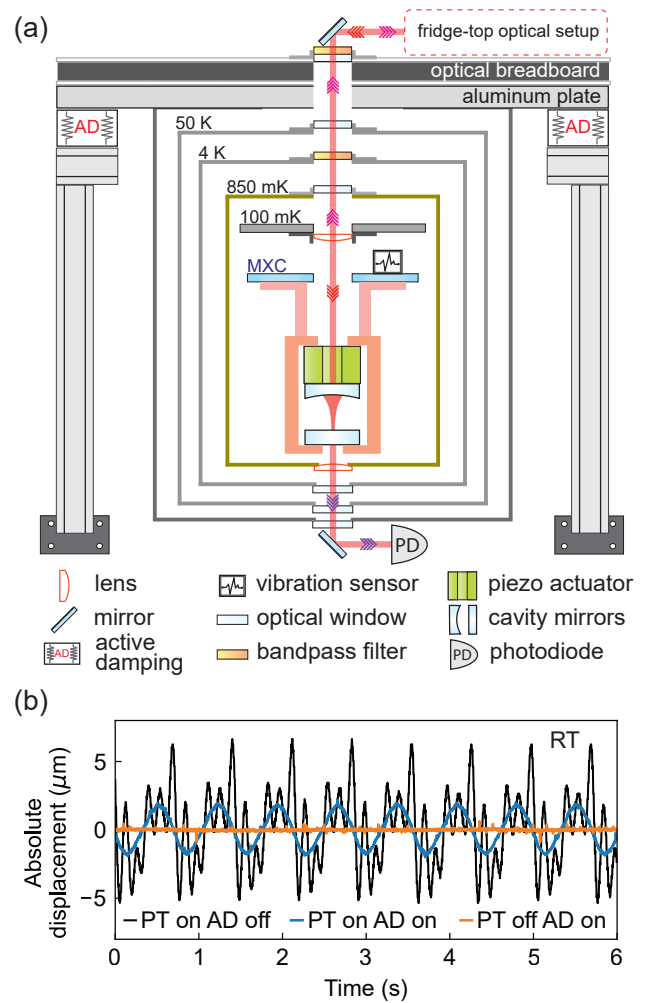 (a)
fridge-top optical setup
optical breadboard
aluminum plate
AD
AD
50 K
4 K
850 mK
100 mK
MXC
PD
lens
vibration sensor
piezo actuator
mirror
optical window
cavity mirrors
AD
active
damping
bandpass filter
PD
photodiode
(b)
RT
Absolute
displacement (μm)
5
0
−5
PT on AD off
PT on AD on
PT off AD on
0 1 2 3 4 5 6
Time (s)